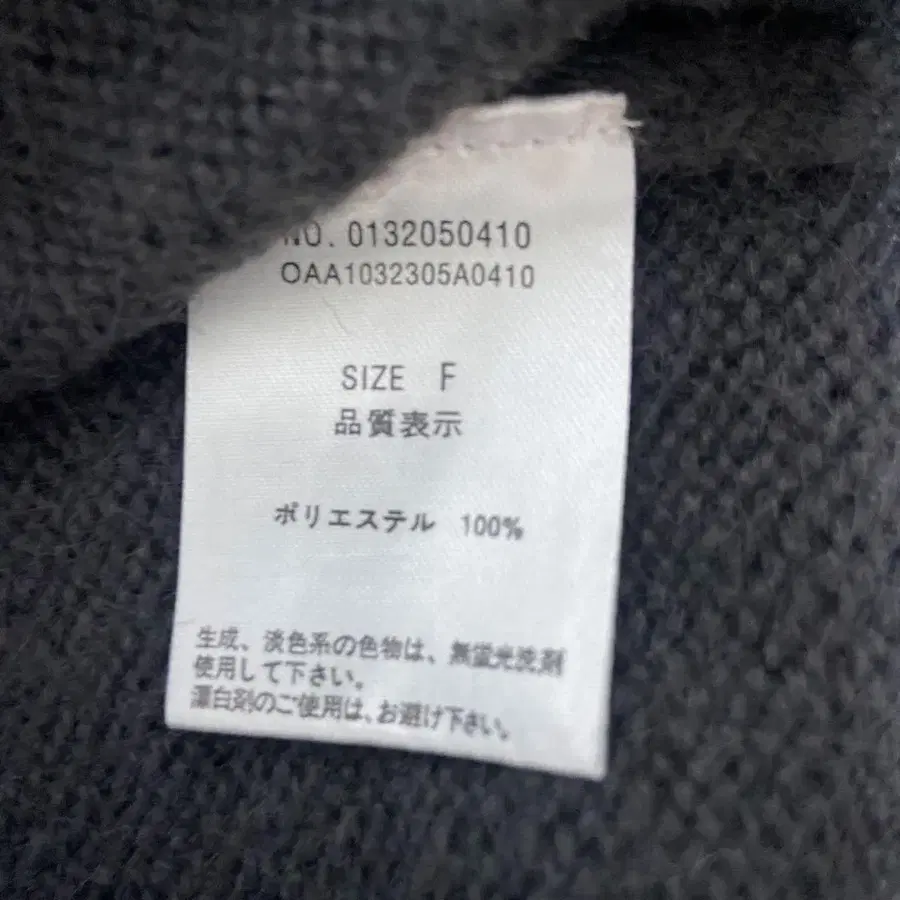 NO. 0132050410
OAA1032305A0410
SIZE F
品質表示
ポリエステル 100%
生成、淡色系の色物は、無蛍光洗剤
使用して下さい。
漂白剤のご使用は、お避け下さい。